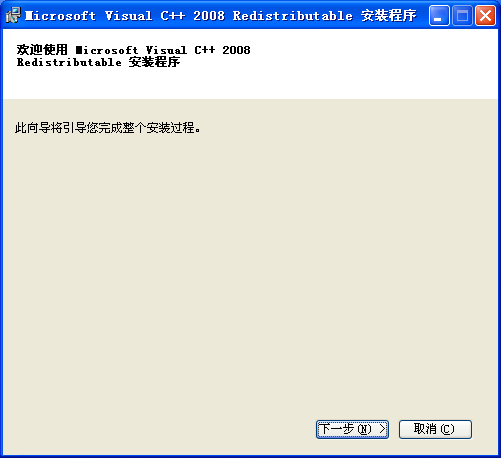 Microsoft Visual C++ 2008 Redistributable 安装程序
欢迎使用 Microsoft Visual C++ 2008
Redistributable 安装程序
此向导将引导您完成整个安装过程。
下一步(N) > 取消(C)